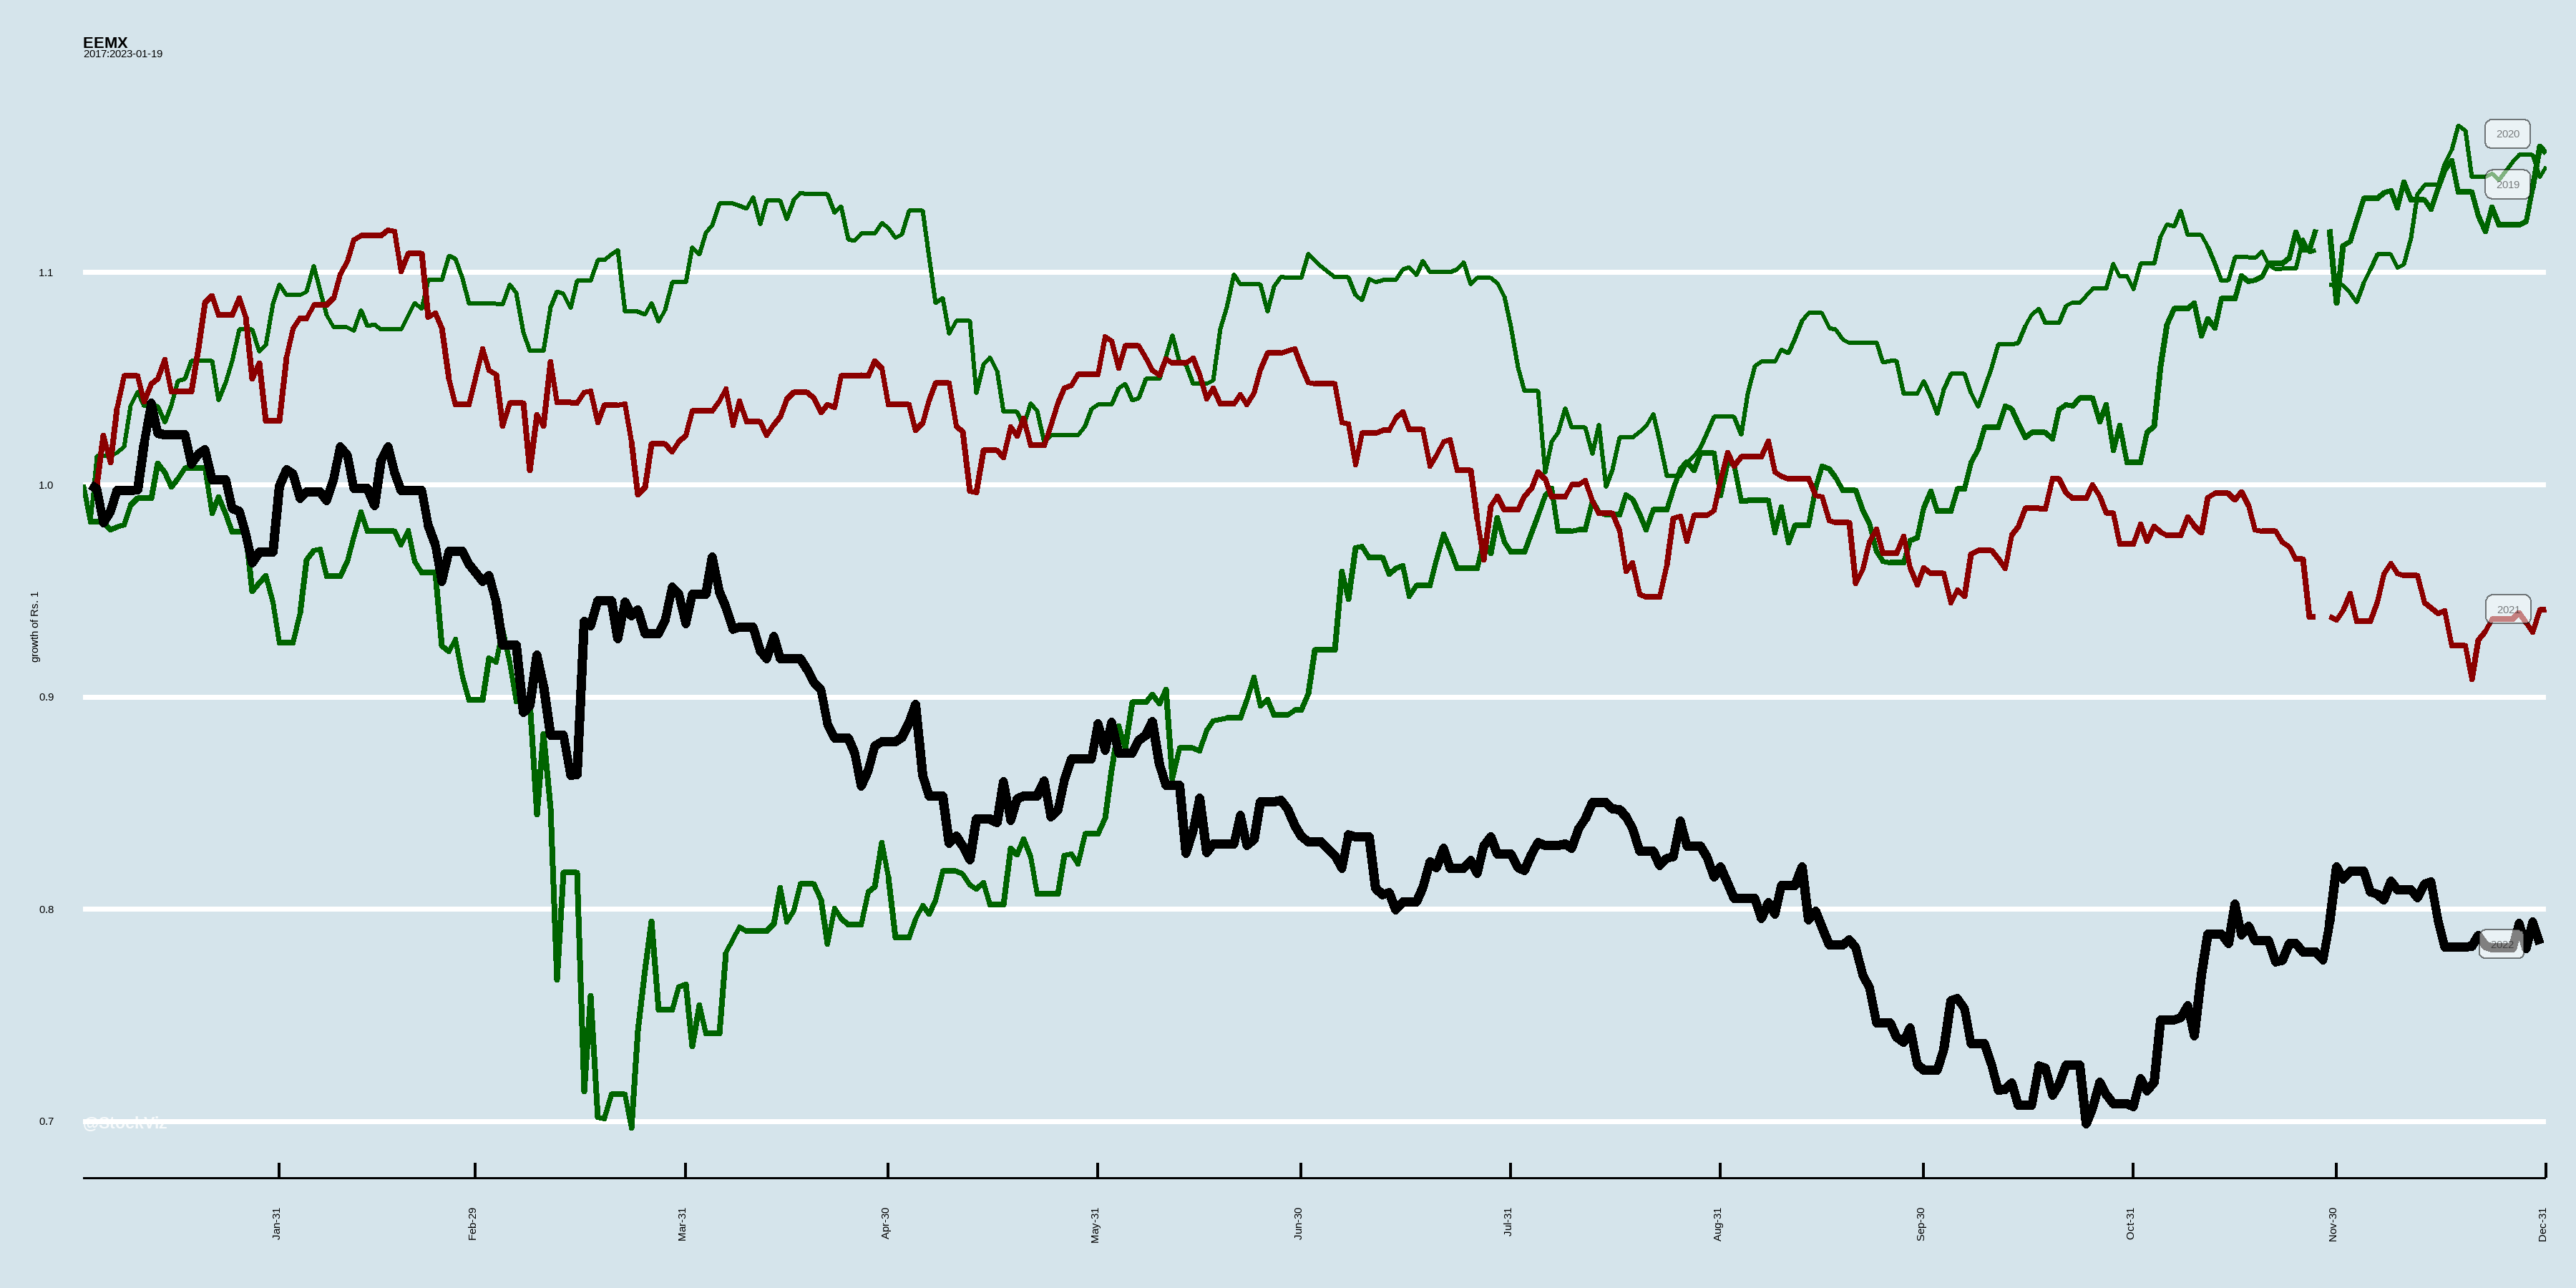 EEMX
2017:2023-01-19
2020
2019
1.1
1.0
growth of Rs. 1
2021
0.9
0.8
2022
0.7
@StockViz
Jan-31
Feb-29
Mar-31
Apr-30
May-31
Jun-30
Jul-31
Aug-31
Sep-30
Oct-31
Nov-30
Dec-31